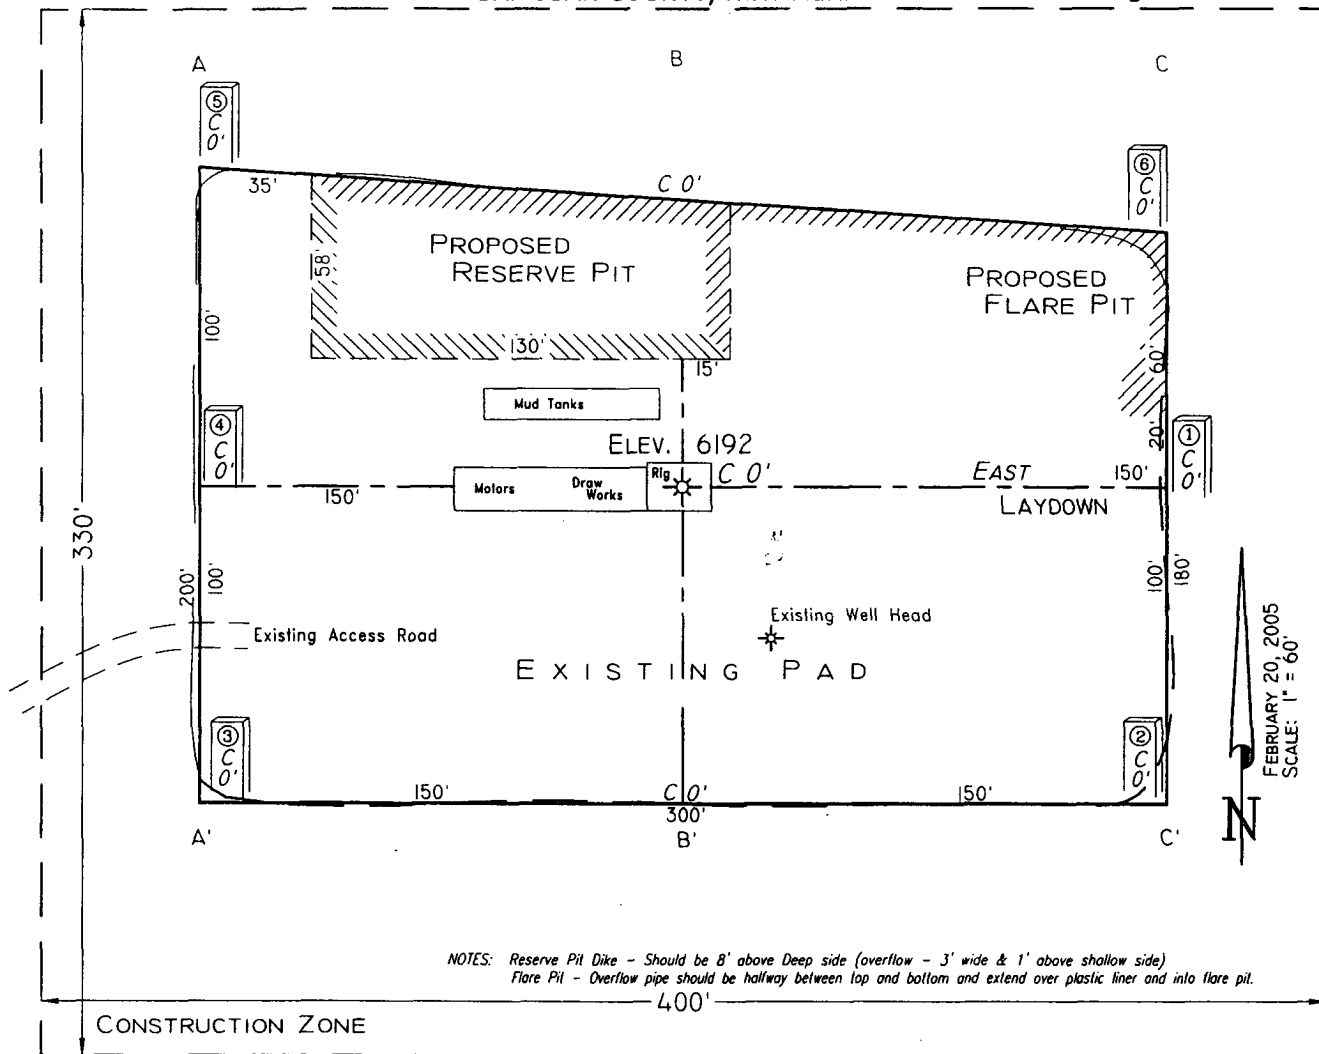 A
B
C
⑤
C
0'
⑥
C
0'
35'
C 0'
PROPOSED
RESERVE PIT
58'
PROPOSED
FLARE PIT
100'
130'
15'
60'
Mud Tanks
④
C
0'
ELEV. 6192
20'
①
C
0'
Rig
C 0'
Motors
Draw
Works
150'
EAST
150'
LAYDOWN
330'
200'
100'
100'
180'
Existing Well Head
Existing Access Road
EXISTING PAD
FEBRUARY 20, 2005
SCALE: 1" = 60'
③
C
0'
②
C
0'
150'
C 0'
150'
300'
A'
B'
C'
N
NOTES: Reserve Pit Dike - Should be 8' above Deep side (overflow - 3' wide & 1' above shallow side)
Flare Pit - Overflow pipe should be halfway between top and bottom and extend over plastic liner and into flare pit.
400'
CONSTRUCTION ZONE